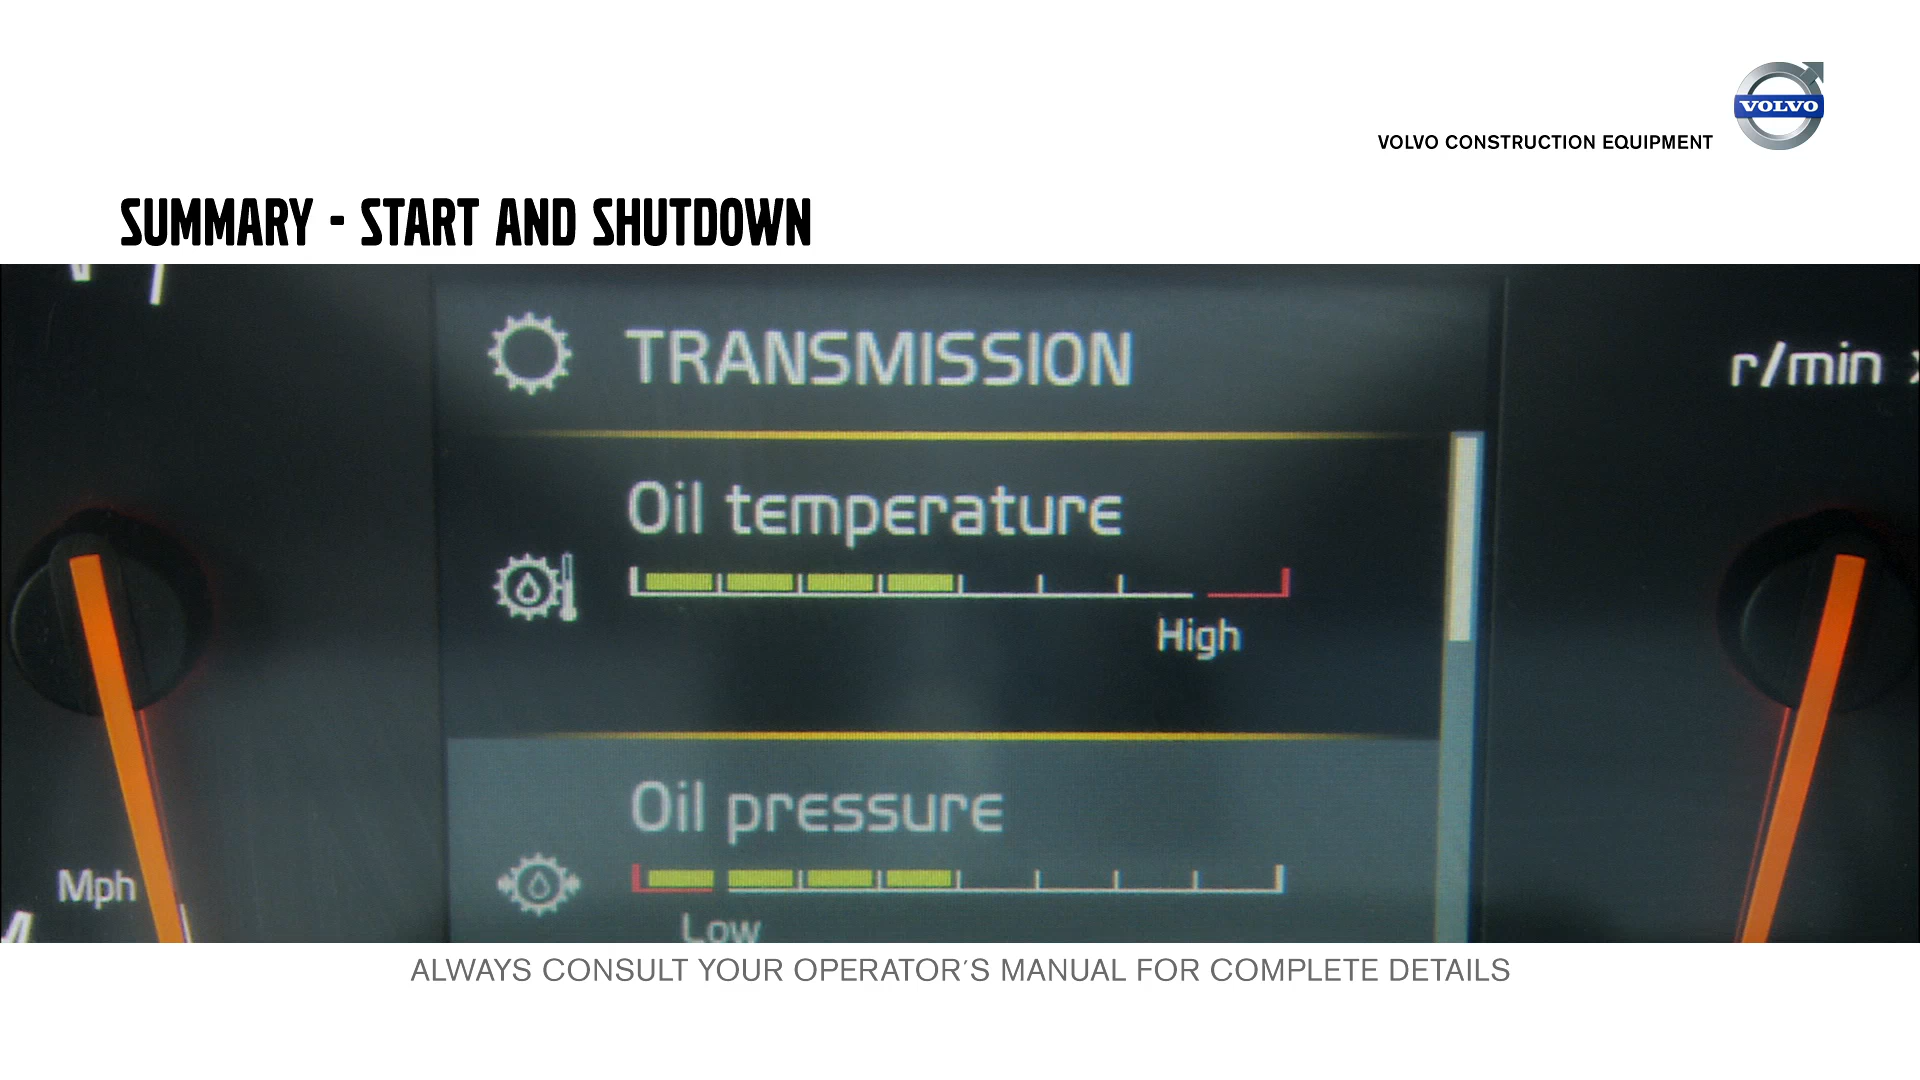 VOLVO
VOLVO CONSTRUCTION EQUIPMENT
SUMMARY - START AND SHUTDOWN
TRANSMISSION
r/min
Oil temperature
High
Oil pressure
Mph
Low
ALWAYS CONSULT YOUR OPERATOR´S MANUAL FOR COMPLETE DETAILS